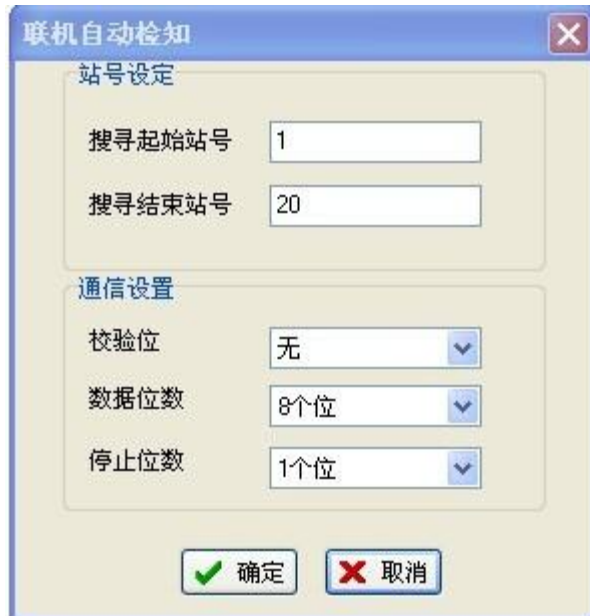 联机自动检知
站号设定
搜寻起始站号 1
搜寻结束站号 20
通信设置
校验位 无
数据位数 8个位
停止位数 1个位
确定 取消